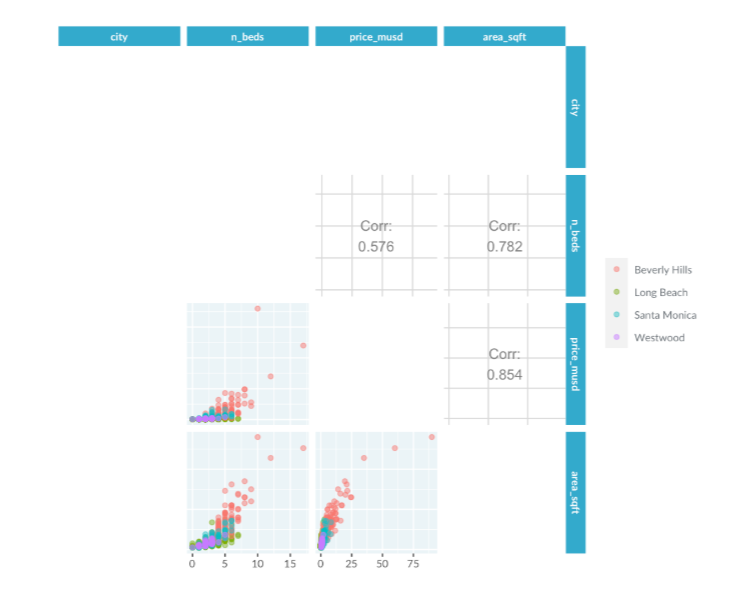 city n_beds price_musd area_sqft
city
Corr:
0.576
Corr:
0.782
n_beds
Corr:
0.854
price_musd
area_sqft
0 5 10 15
0 25 50 75
Beverly Hills
Long Beach
Santa Monica
Westwood